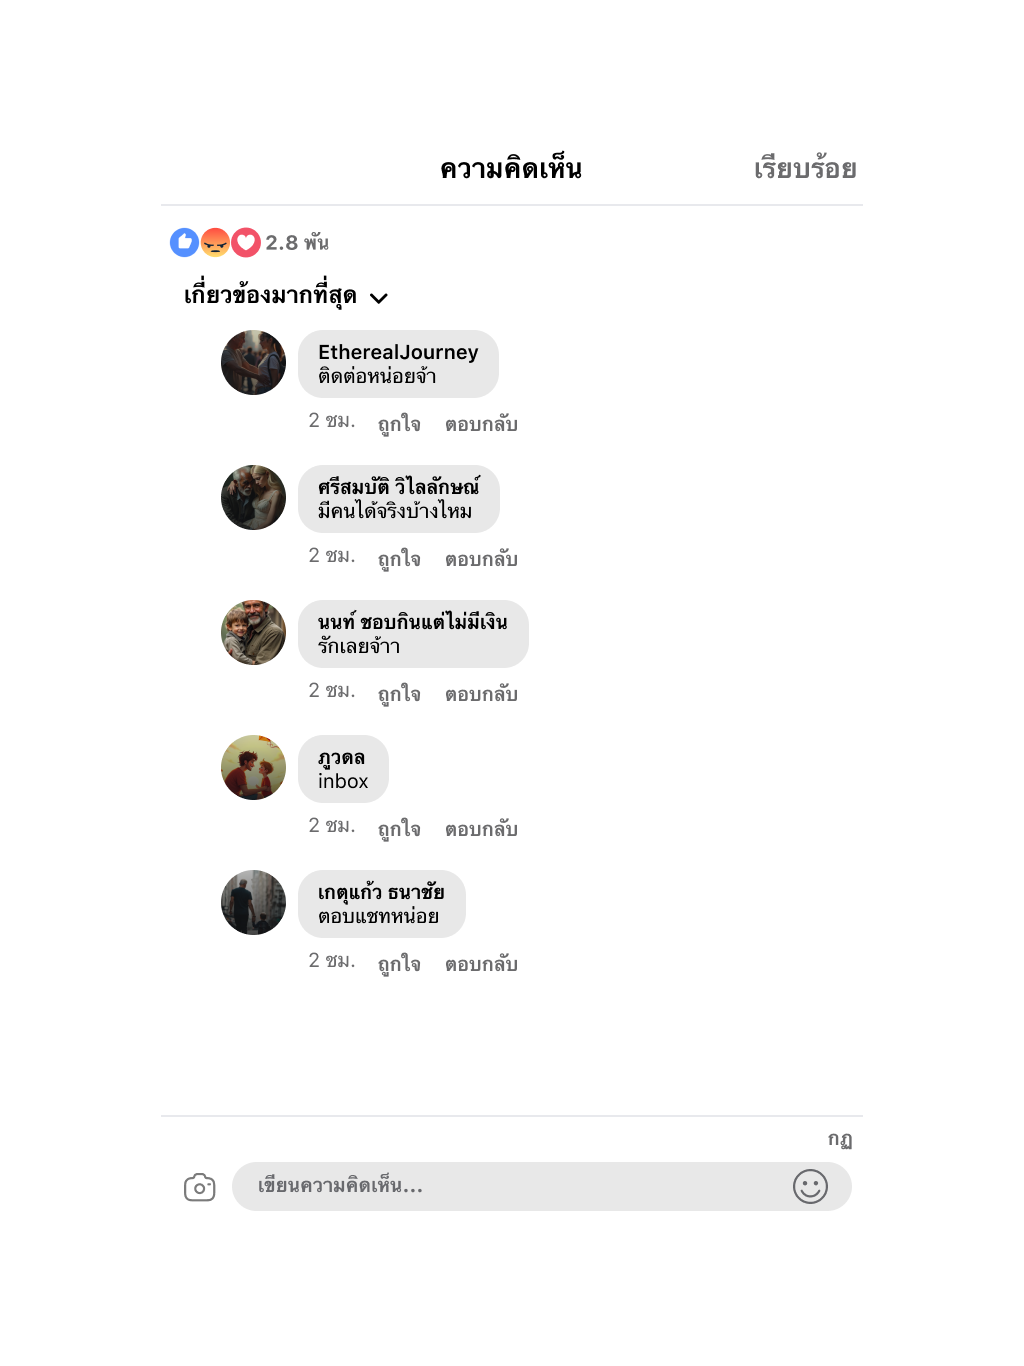 ความคิดเห็น
เรียบร้อย
2.8 พัน
เกี่ยวข้องมากที่สุด
EtherealJourney
ติดต่อหน่อยจ้า
2 ชม. ถูกใจ ตอบกลับ
ศรีสมบัติ วิไลลักษณ์
มีคนได้จริงบ้างไหม
2 ชม. ถูกใจ ตอบกลับ
นนท์ ชอบกินแต่ไม่มีเงิน
รักเลยจ้าา
2 ชม. ถูกใจ ตอบกลับ
ภูวดล
inbox
2 ชม. ถูกใจ ตอบกลับ
เกตุแก้ว ธนาชัย
ตอบแชทหน่อย
2 ชม. ถูกใจ ตอบกลับ
กฏ
เขียนความคิดเห็น...